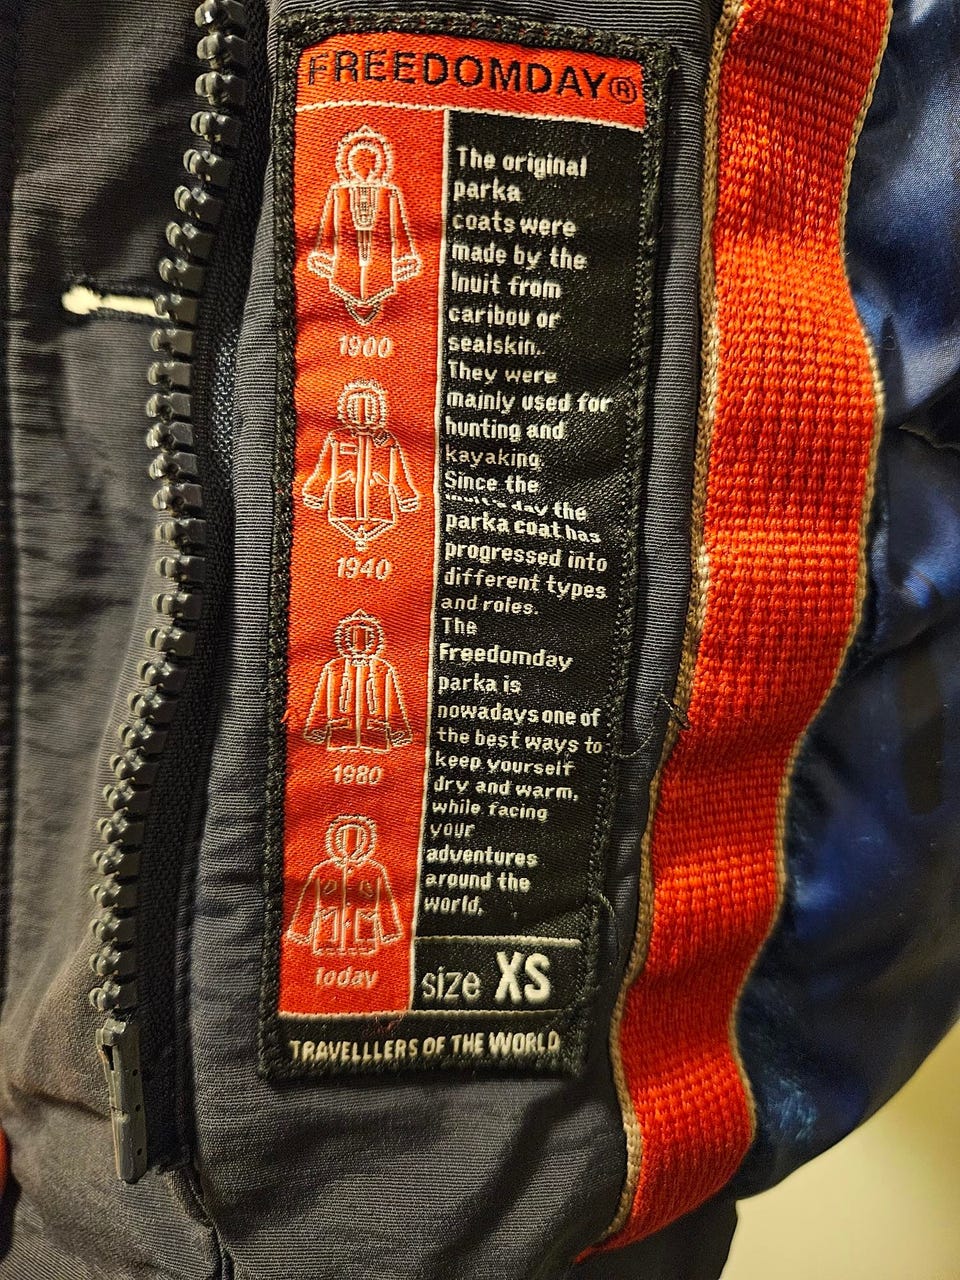 FREEDOMDAY®
The original
parka
coats were
made by the
Inuit from
caribou or
sealskin.
They were
mainly used for
hunting and
kayaking.
Since the
day the
parka coat has
progressed into
different types
and roles.
The
Freedomday
parka is
nowadays one of
the best ways to
keep yourself
dry and warm,
while facing
your
adventures
around the
world.
1900
1940
1980
today
size XS
TRAVELLLERS OF THE WORLD